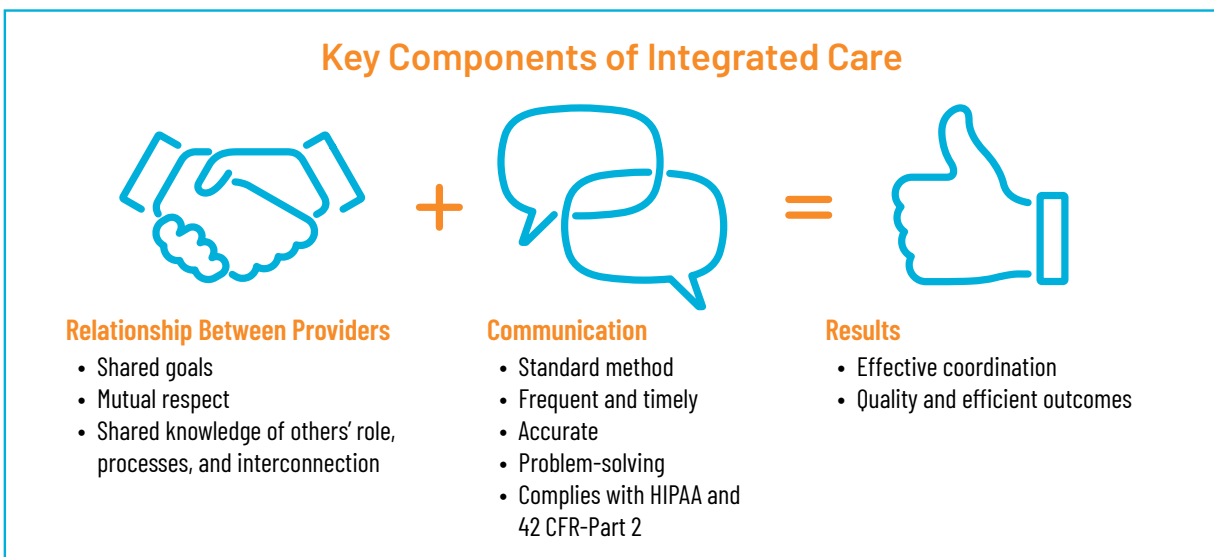 Key Components of Integrated Care
+
=
Relationship Between Providers
• Shared goals
• Mutual respect
• Shared knowledge of others’ role,
processes, and interconnection
Communication
• Standard method
• Frequent and timely
• Accurate
• Problem-solving
• Complies with HIPAA and
42 CFR-Part 2
Results
• Effective coordination
• Quality and efficient outcomes